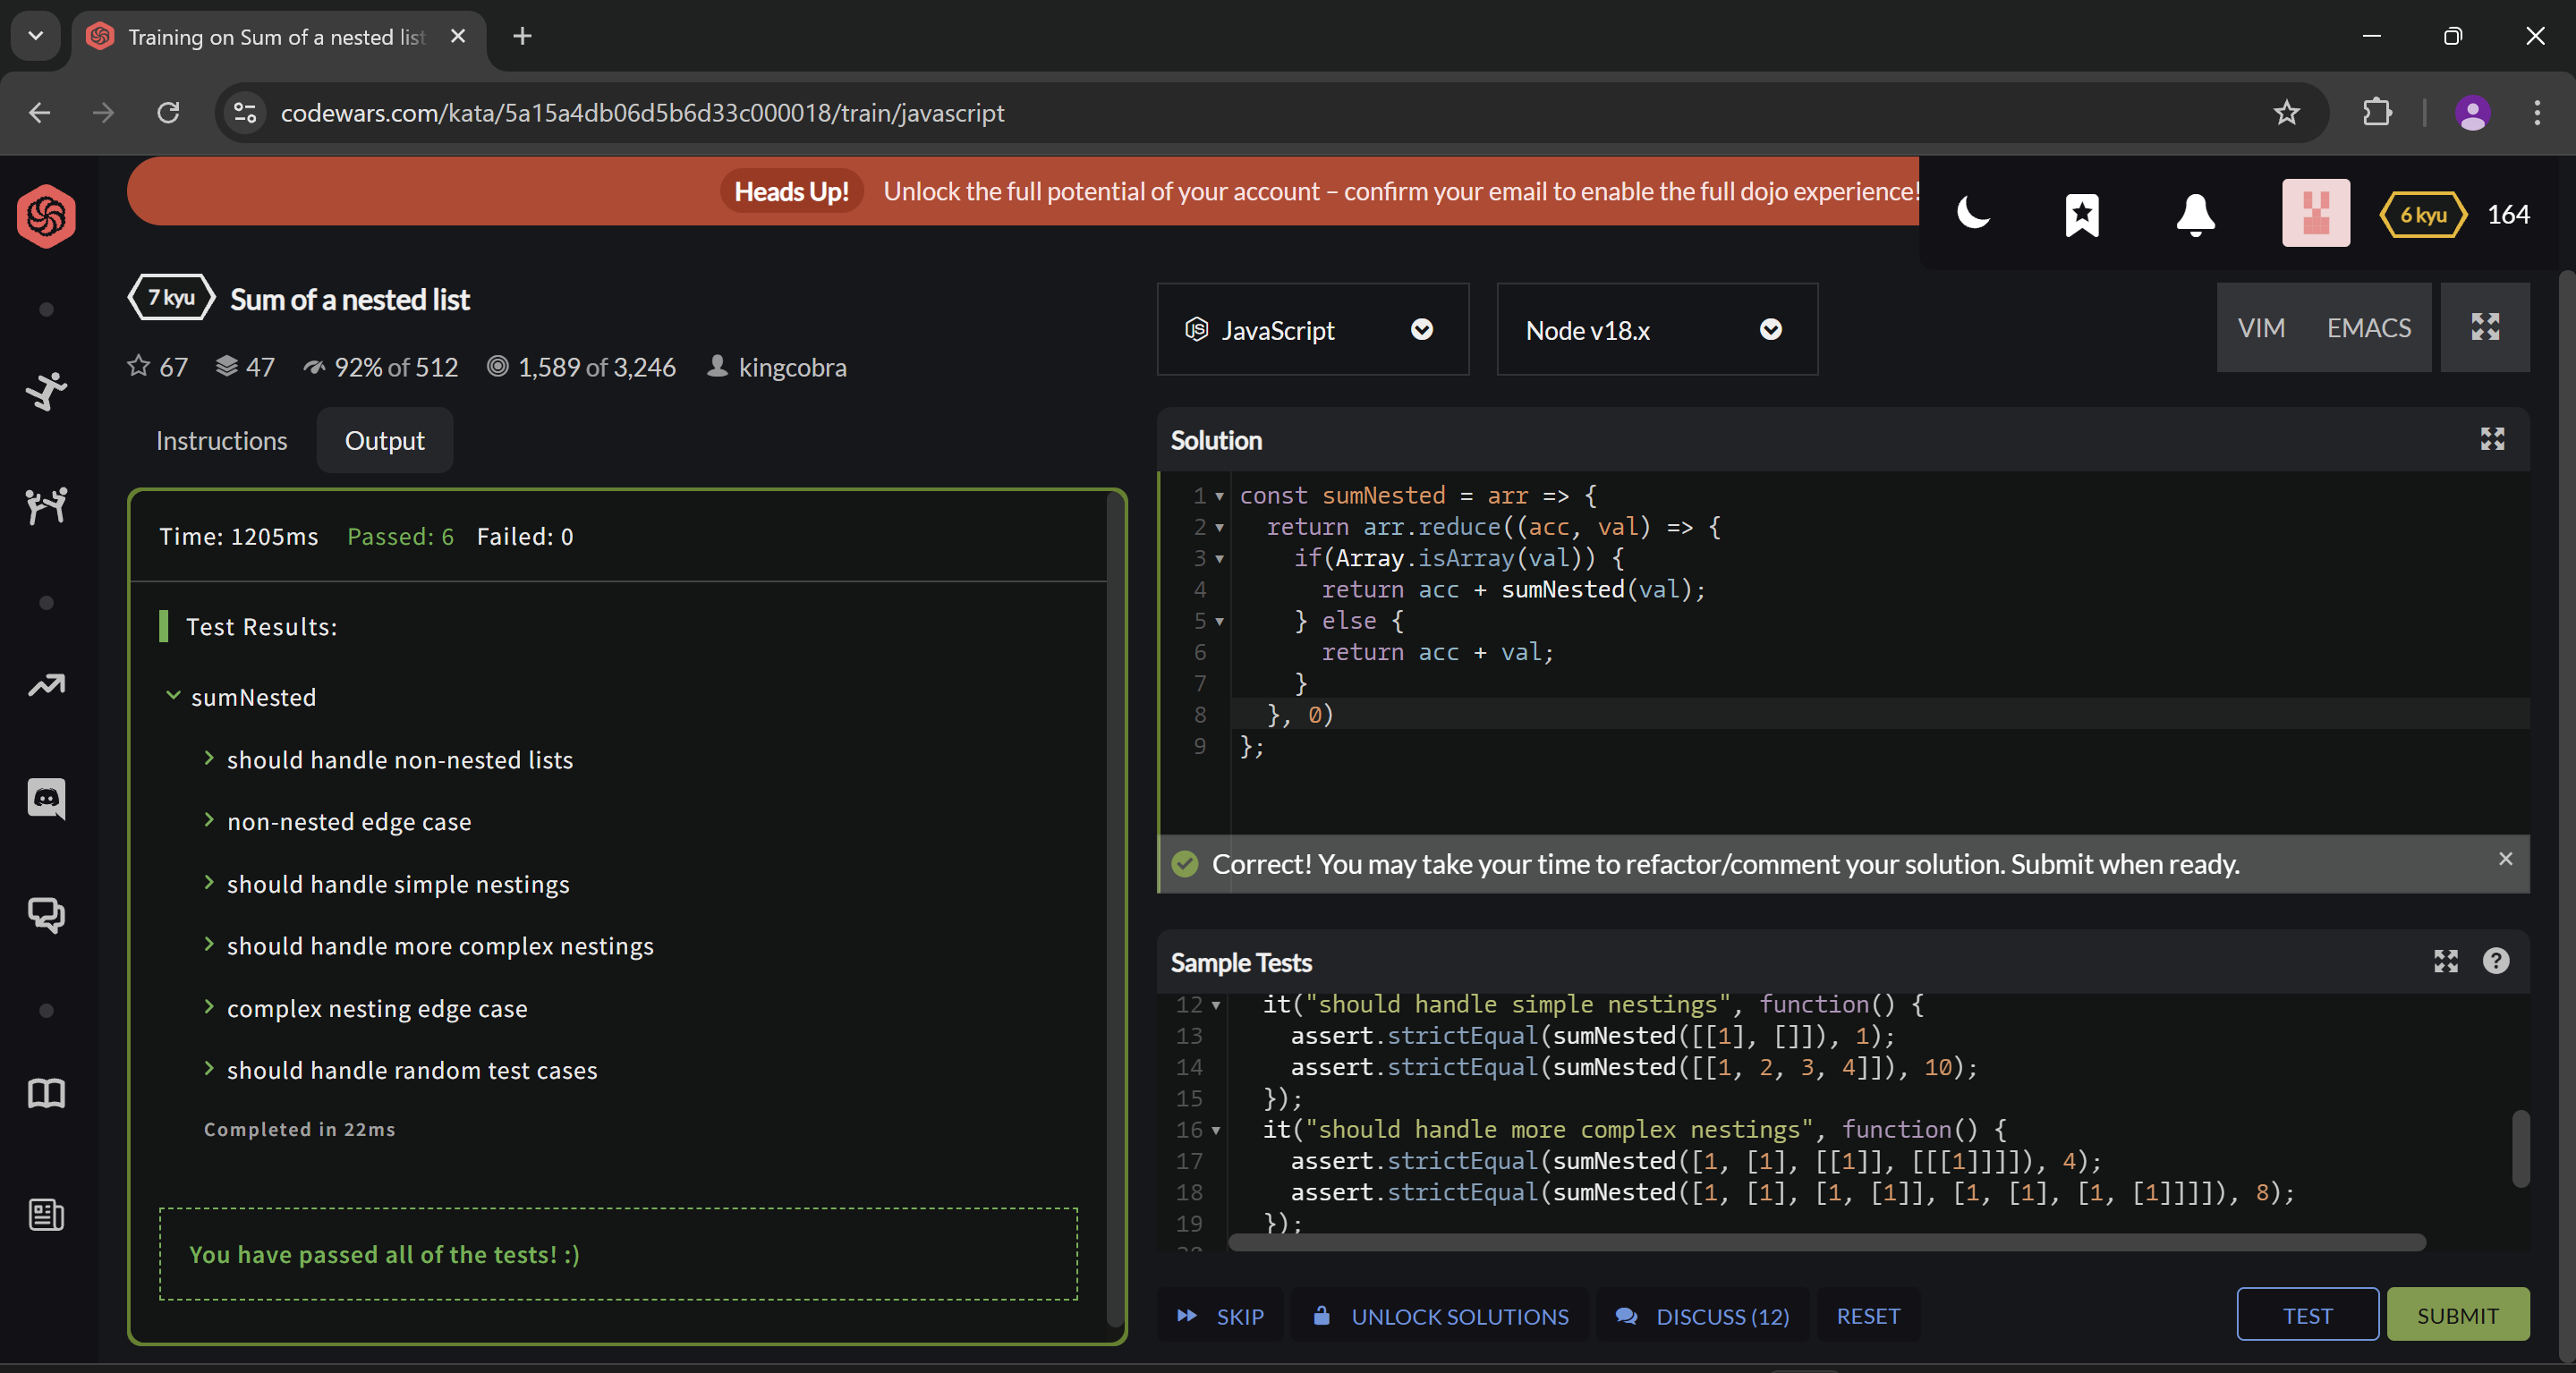 Training on Sum of a nested list
codewars.com/kata/5a15a4db06d5b6d33c000018/train/javascript
Heads Up! Unlock the full potential of your account – confirm your email to enable the full dojo experience!
6 kyu 164
7 kyu Sum of a nested list
67 47 92% of 512 1,589 of 3,246 kingcobra
JavaScript
Node v18.x
VIM EMACS
Instructions Output
Time: 1205ms Passed: 6 Failed: 0
Test Results:
sumNested
should handle non-nested lists
non-nested edge case
should handle simple nestings
should handle more complex nestings
complex nesting edge case
should handle random test cases
Completed in 22ms
You have passed all of the tests! :)
Solution
1 const sumNested = arr => {
2 return arr.reduce((acc, val) => {
3 if(Array.isArray(val)) {
4 return acc + sumNested(val);
5 } else {
6 return acc + val;
7 }
8 }, 0)
9 };
Correct! You may take your time to refactor/comment your solution. Submit when ready.
Sample Tests
12 it("should handle simple nestings", function() {
13 assert.strictEqual(sumNested([[1], []]), 1);
14 assert.strictEqual(sumNested([[1, 2, 3, 4]]), 10);
15 });
16 it("should handle more complex nestings", function() {
17 assert.strictEqual(sumNested([1, [1], [[1]], [[[1]]]]), 4);
18 assert.strictEqual(sumNested([1, [1], [1, [1]], [1, [1], [1, [1]]]]), 8);
19 });
SKIP UNLOCK SOLUTIONS DISCUSS (12) RESET TEST SUBMIT